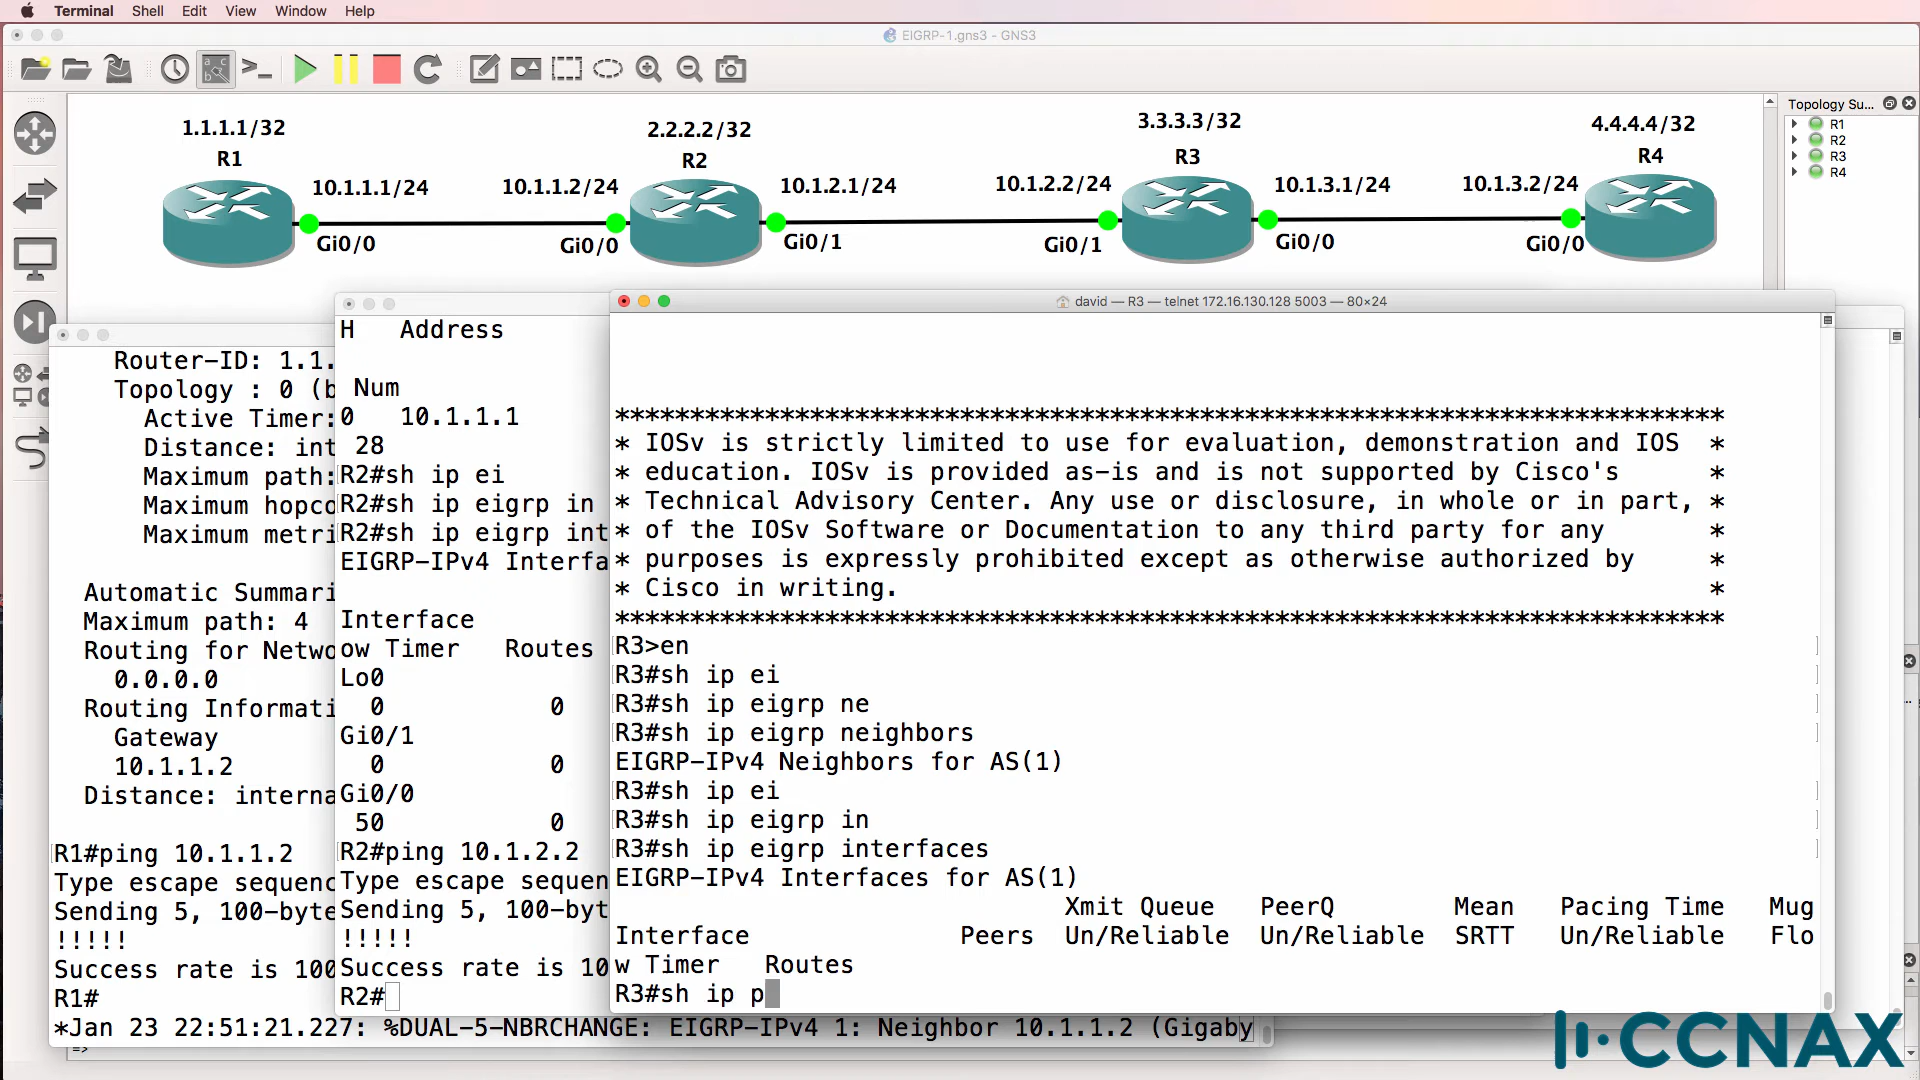 Terminal Shell Edit View Window Help
EIGRP-1.gns3 - GNS3
Topology Su...
R1
R2
R3
R4
1.1.1.1/32
R1
10.1.1.1/24
Gi0/0
2.2.2.2/32
R2
10.1.1.2/24
Gi0/0
10.1.2.1/24
Gi0/1
3.3.3.3/32
R3
10.1.2.2/24
Gi0/1
10.1.3.1/24
Gi0/0
4.4.4.4/32
R4
10.1.3.2/24
Gi0/0
Router-ID: 1.1.
Topology : 0 (b
Active Timer:
Distance: int
Maximum path:
Maximum hopco
Maximum metri
Automatic Summari
Maximum path: 4
Routing for Netwo
0.0.0.0
Routing Informati
Gateway
10.1.1.2
Distance: interna
R1#ping 10.1.1.2
Type escape sequenc
Sending 5, 100-byte
!!!!!
Success rate is 100
R1#
*Jan 23 22:51:21.227: %DUAL-5-NBRCHANGE: EIGRP-IPv4 1: Neighbor 10.1.1.2 (Gigaby
=>
H   Address
Num
0   10.1.1.1
28
R2#sh ip ei
R2#sh ip eigrp in
R2#sh ip eigrp int
EIGRP-IPv4 Interfa
Interface
ow Timer   Routes
Lo0
0            0
Gi0/1
0            0
Gi0/0
50           0
R2#ping 10.1.2.2
Type escape sequen
Sending 5, 100-byt
!!!!!
Success rate is 10
R2#
david — R3 — telnet 172.16.130.128 5003 — 80×24
**************************************************************************
* IOSv is strictly limited to use for evaluation, demonstration and IOS  *
* education. IOSv is provided as-is and is not supported by Cisco's      *
* Technical Advisory Center. Any use or disclosure, in whole or in part, *
* of the IOSv Software or Documentation to any third party for any       *
* purposes is expressly prohibited except as otherwise authorized by     *
* Cisco in writing.                                                      *
**************************************************************************
R3>en
R3#sh ip ei
R3#sh ip eigrp ne
R3#sh ip eigrp neighbors
EIGRP-IPv4 Neighbors for AS(1)
R3#sh ip ei
R3#sh ip eigrp in
R3#sh ip eigrp interfaces
EIGRP-IPv4 Interfaces for AS(1)
Xmit Queue   PeerQ        Mean   Pacing Time   Mug
Interface              Peers  Un/Reliable  Un/Reliable  SRTT   Un/Reliable   Flo
w Timer   Routes
R3#sh ip p
CCNAX